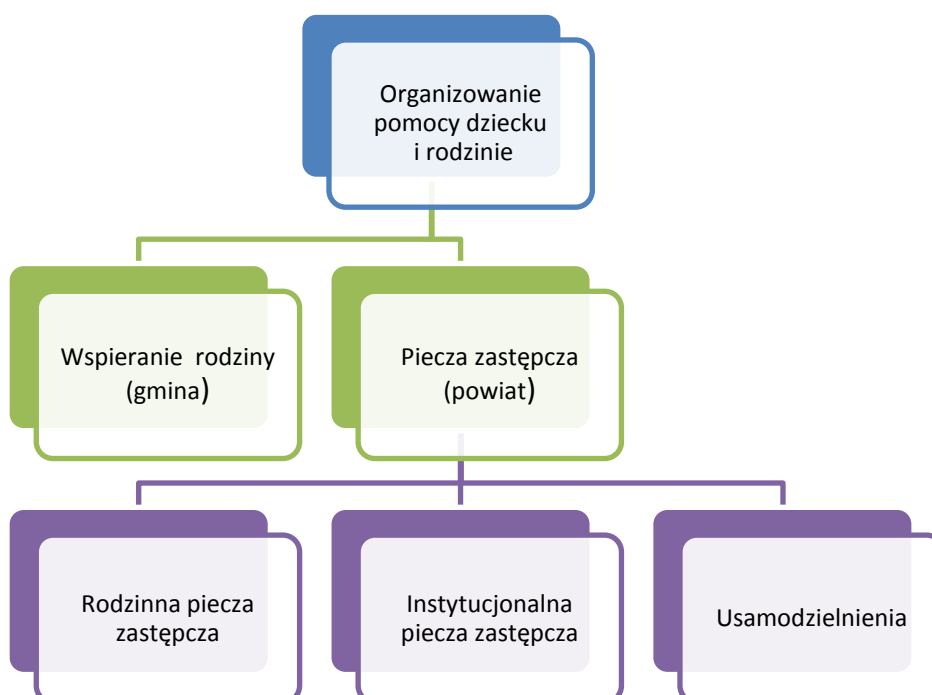 Organizowanie
pomocy dziecku
i rodzinie
Wspieranie rodziny
(gmina)
Piecza zastępcza
(powiat)
Rodzinna piecza
zastępcza
Instytucjonalna
piecza zastępcza
Usamodzielnienia